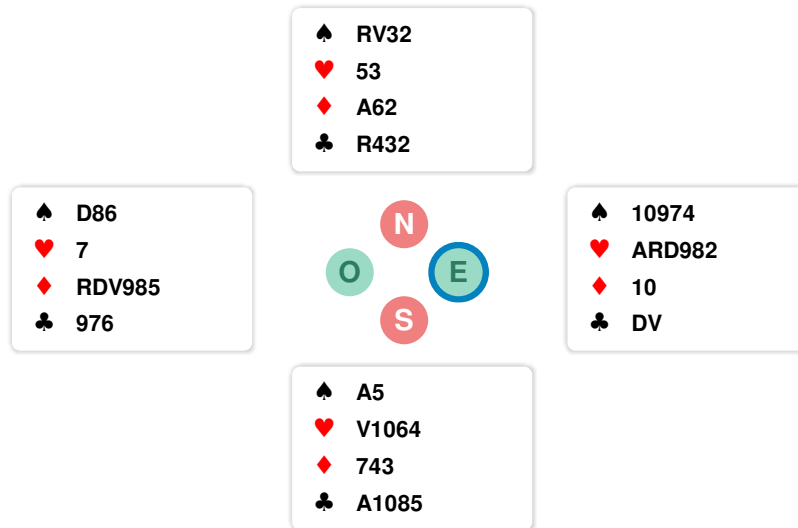 ♠ RV32
♥ 53
♦ A62
♣ R432
♠ D86
♥ 7
♦ RDV985
♣ 976
N
O E
S
♠ 10974
♥ ARD982
♦ 10
♣ DV
♠ A5
♥ V1064
♦ 743
♣ A1085